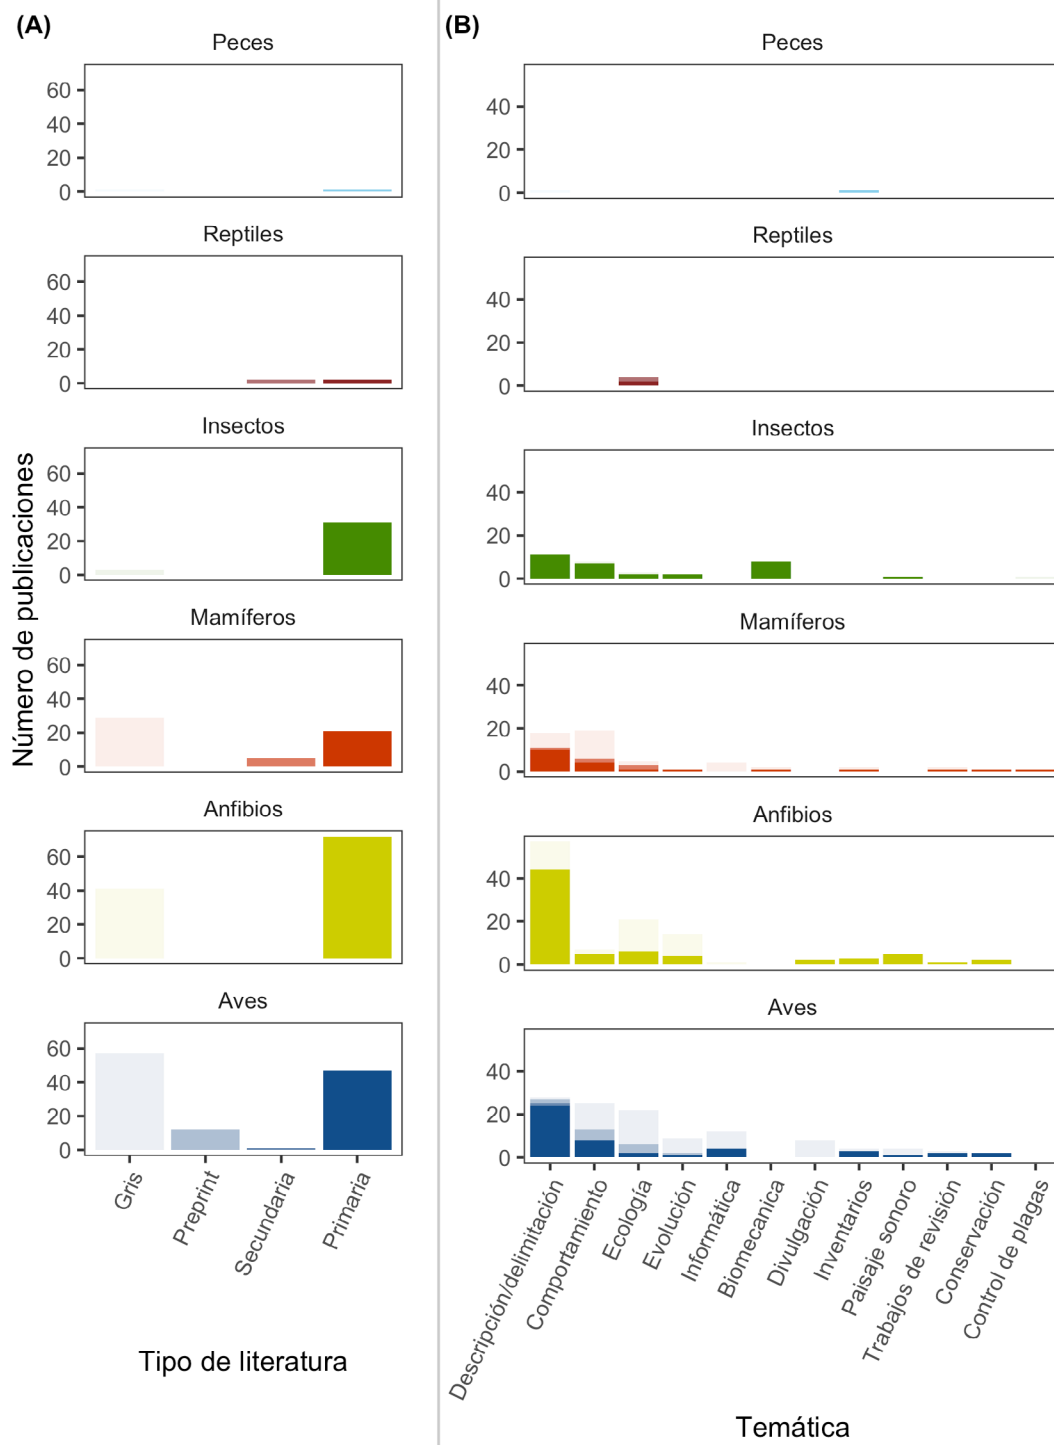 (A)
Peces
60
40
20
0
Reptiles
60
40
20
0
Insectos
60
40
20
0
Mamíferos
60
40
20
0
Anfibios
60
40
20
0
Aves
60
40
20
0
Número de publicaciones
Gris
Preprint
Secundaria
Primaria
Tipo de literatura
(B)
Peces
40
20
0
Reptiles
40
20
0
Insectos
40
20
0
Mamíferos
40
20
0
Anfibios
40
20
0
Aves
40
20
0
Descripción/delimitación
Comportamiento
Ecología
Evolución
Informática
Biomecanica
Divulgación
Inventarios
Paisaje sonoro
Trabajos de revisión
Conservación
Control de plagas
Temática